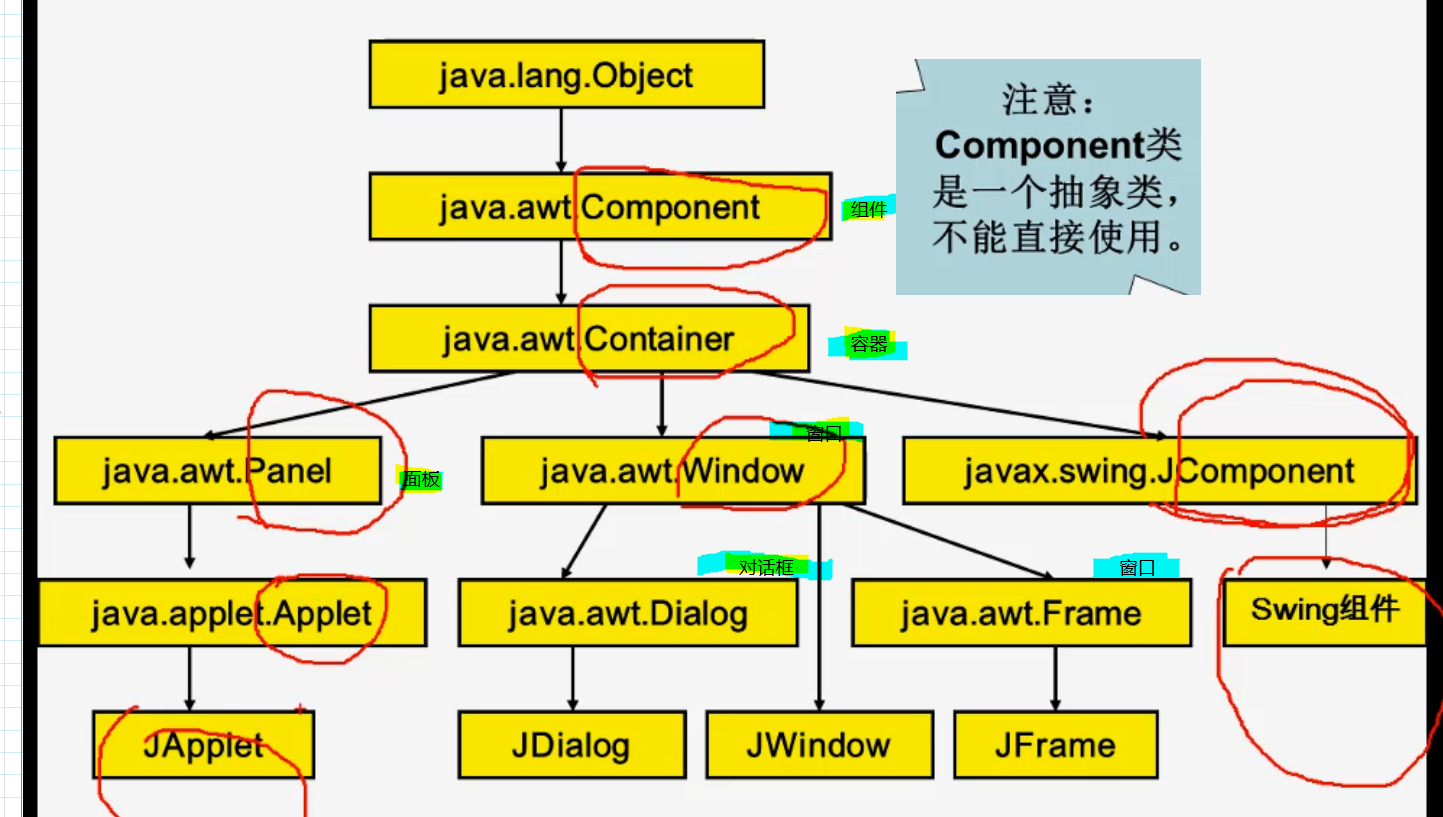 java.lang.Object
注意：
Component类
是一个抽象类，
不能直接使用。
java.awt.Component
组件
java.awt.Container
容器
java.awt.Panel
面板
java.awt.Window
窗口
javax.swing.JComponent
对话框
窗口
java.applet.Applet
java.awt.Dialog
java.awt.Frame
Swing组件
JApplet
JDialog
JWindow
JFrame